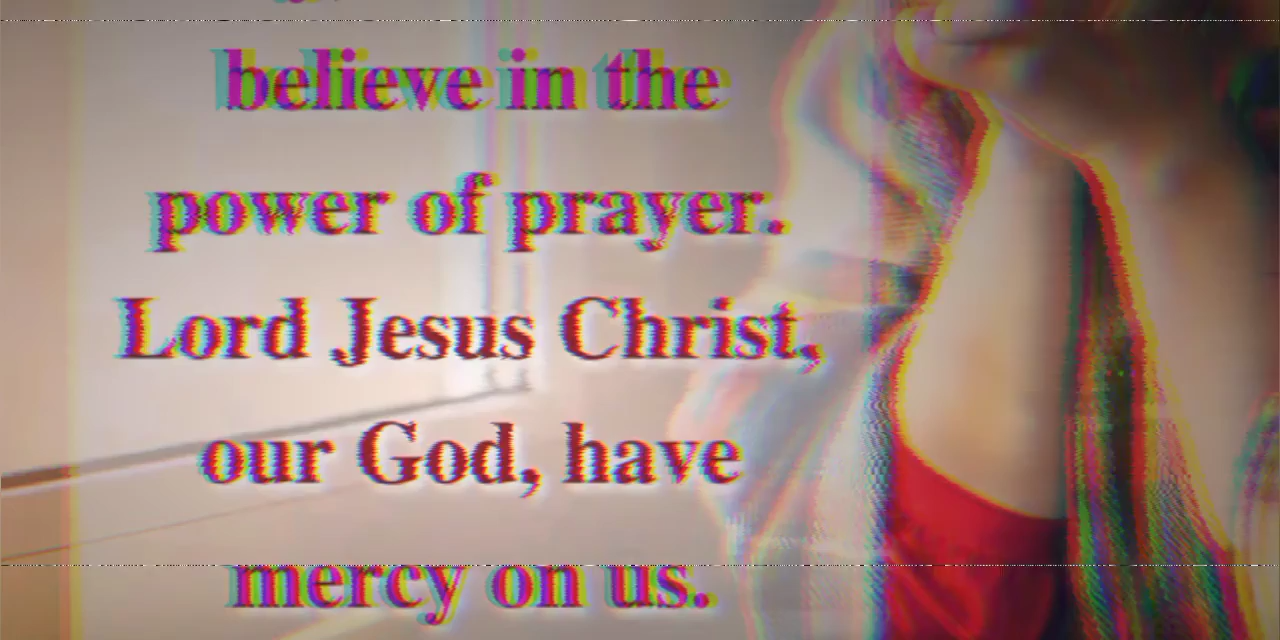 believe in the
power of prayer.
Lord Jesus Christ,
our God, have
mercy on us.